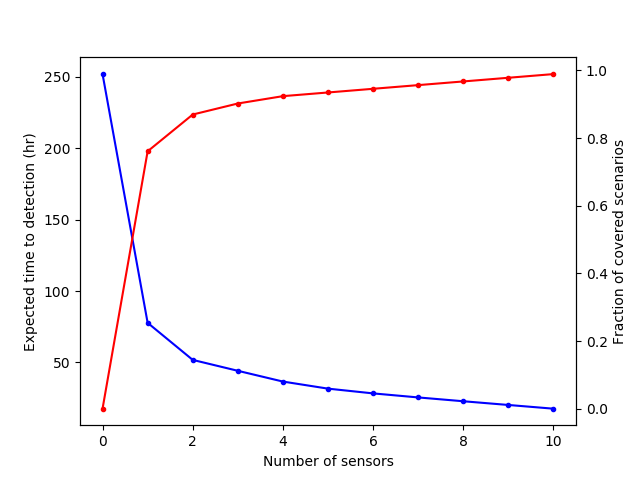 250
200
150
100
50
Expected time to detection (hr)
1.0
0.8
0.6
0.4
0.2
0.0
Fraction of covered scenarios
0 2 4 6 8 10
Number of sensors